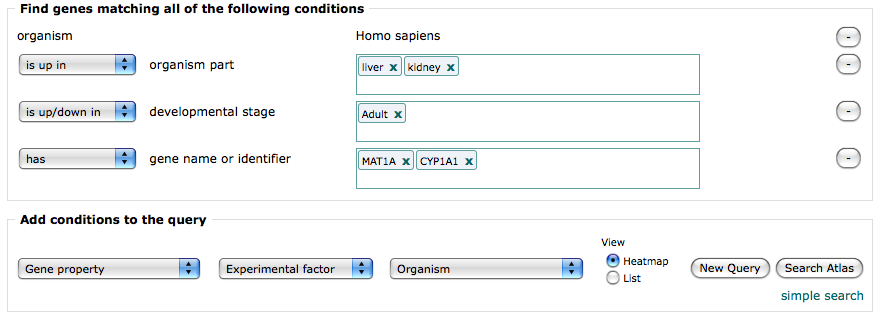 Find genes matching all of the following conditions
organism Homo sapiens -
is up in organism part liver x kidney x -
is up/down in developmental stage Adult x -
has gene name or identifier MAT1A x CYP1A1 x -
Add conditions to the query
View
Gene property Experimental factor Organism Heatmap New Query Search Atlas
List
simple search